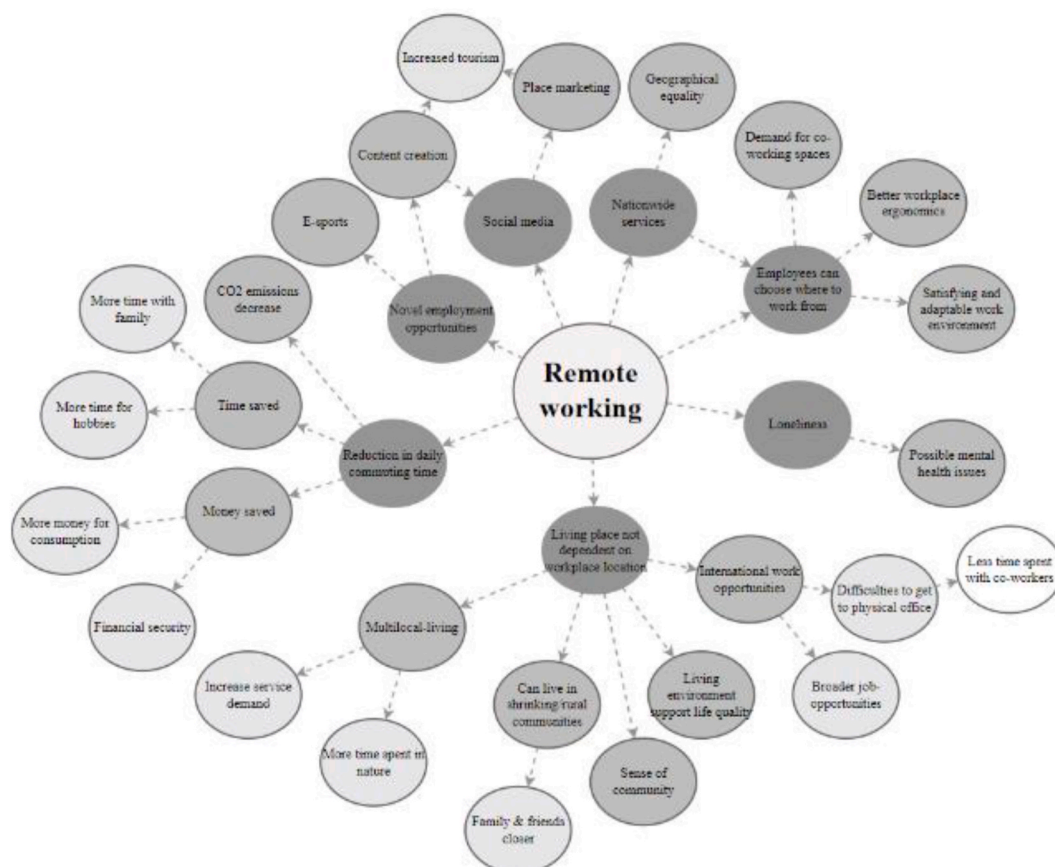 Increased tourism
Place marketing
Geographical
equality
Content creation
Demand for co-
working spaces
E-sports
Social media
Nationwide
services
Better workplace
ergonomics
CO2 emissions
decrease
Novel employment
opportunities
Employees can
choose where to
work from
Satisfying and
adaptable work
environment
More time with
family
Remote
working
More time for
hobbies
Time saved
Reduction in daily
commuting time
Loneliness
Possible mental
health issues
More money for
consumption
Money saved
Living place not
dependent on
workplace location
International work
opportunities
Difficulties to get
to physical office
Less time spent
with co-workers
Financial security
Multilocal-living
Increase service
demand
Can live in
shrinking/rural
communities
Living
environment
support life quality
Broader job-
opportunities
More time spent in
nature
Sense of
community
Family & friends
closer